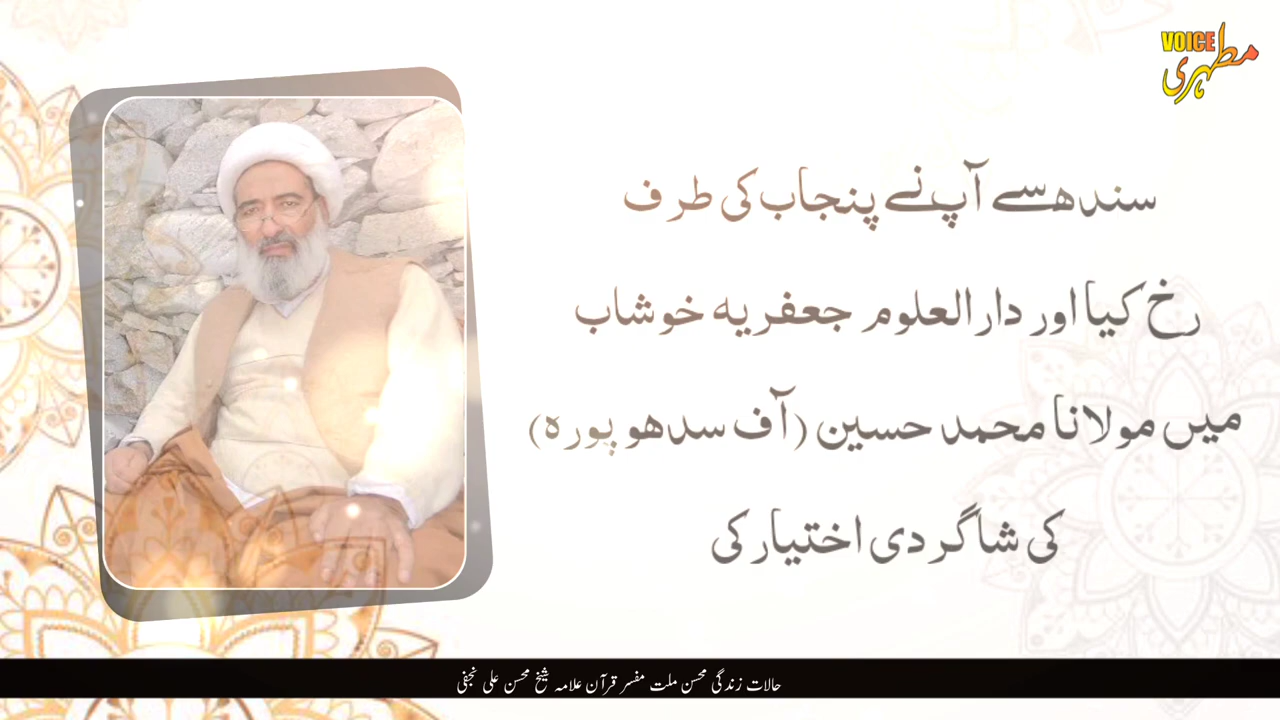 VOICE
مطہری
سندھ سے آپ نے پنجاب کی طرف
رخ کیا اور دارالعلوم جعفریہ خوشاب
میں مولانا محمد حسین (آف سدھو پورہ)
کی شاگردی اختیار کی
حالات زندگی محسن ملت مفسر قرآن علامہ شیخ محسن علی نجفی